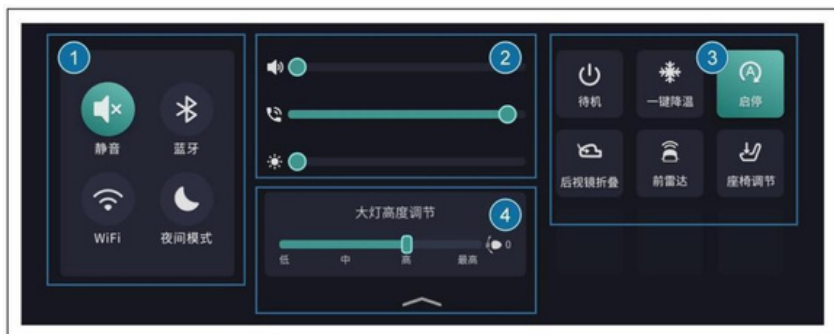 1
静音
蓝牙
WiFi
夜间模式
2
大灯高度调节
4
0
低 中 高 最高
3
待机
一键降温
A
启停
后视镜折叠
前雷达
座椅调节